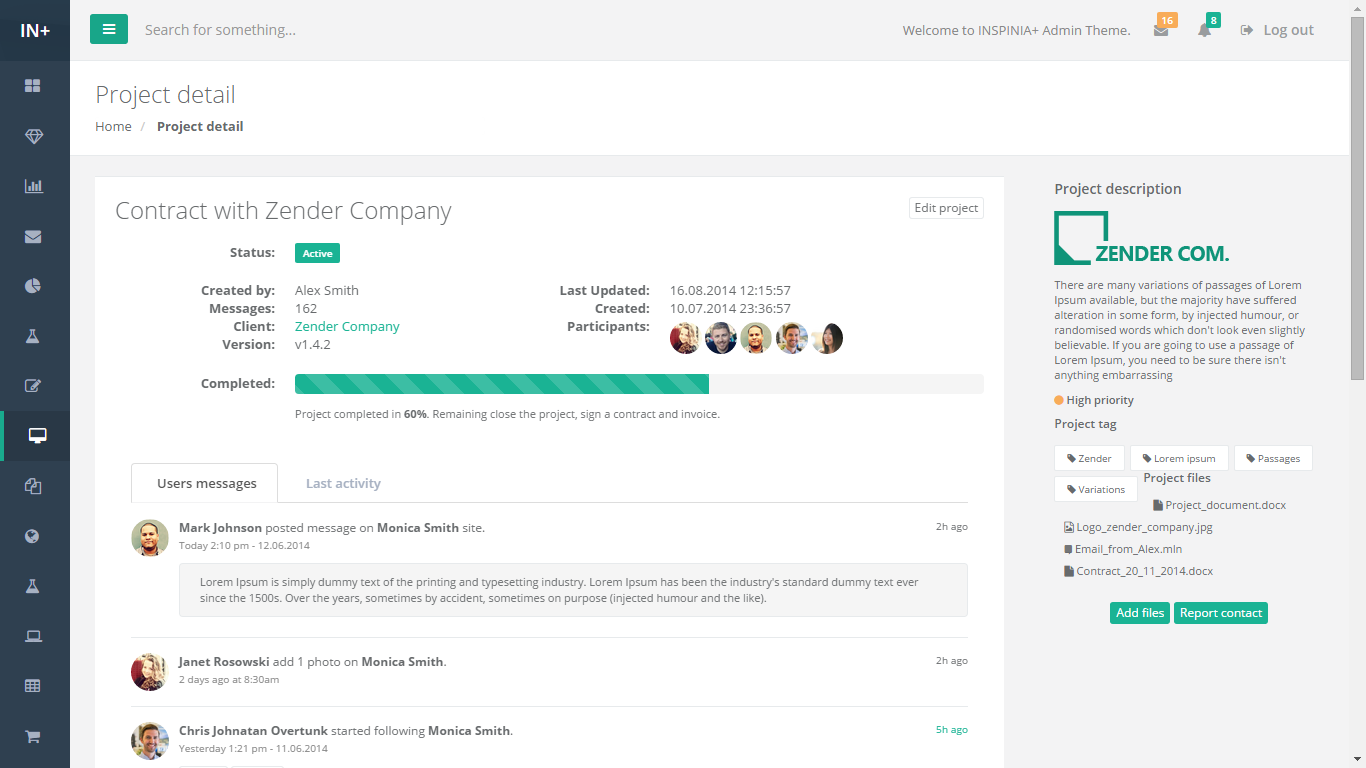 IN+
Search for something...
Welcome to INSPINIA+ Admin Theme.
16
8
Log out
Project detail
Home / Project detail
Contract with Zender Company
Edit project
Status: Active
Created by: Alex Smith
Messages: 162
Client: Zender Company
Version: v1.4.2
Last Updated: 16.08.2014 12:15:57
Created: 10.07.2014 23:36:57
Participants:
Completed:
Project completed in 60%. Remaining close the project, sign a contract and invoice.
Users messages
Last activity
Mark Johnson posted message on Monica Smith site.
2h ago
Today 2:10 pm - 12.06.2014
Lorem Ipsum is simply dummy text of the printing and typesetting industry. Lorem Ipsum has been the industry's standard dummy text ever
since the 1500s. Over the years, sometimes by accident, sometimes on purpose (injected humour and the like).
Janet Rosowski add 1 photo on Monica Smith.
2h ago
2 days ago at 8:30am
Chris Johnatan Overtunk started following Monica Smith.
5h ago
Yesterday 1:21 pm - 11.06.2014
Project description
ZENDER COM.
There are many variations of passages of Lorem
Ipsum available, but the majority have suffered
alteration in some form, by injected humour, or
randomised words which don't look even slightly
believable. If you are going to use a passage of
Lorem Ipsum, you need to be sure there isn't
anything embarrassing
High priority
Project tag
Zender
Lorem ipsum
Passages
Variations
Project files
Project_document.docx
Logo_zender_company.jpg
Email_from_Alex.mln
Contract_20_11_2014.docx
Add files
Report contact